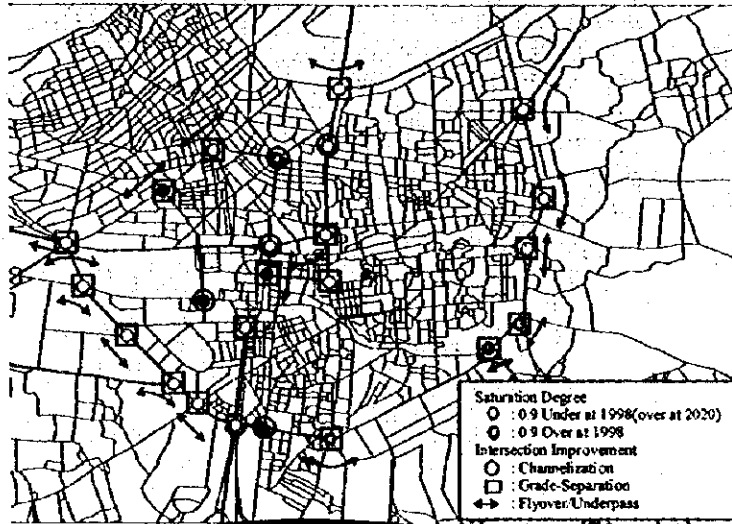 Saturation Degree
: 0.9 Under at 1998(over at 2020)
: 0.9 Over at 1998
Intersection Improvement
: Channelization
: Grade-Separation
: Flyover/Underpass